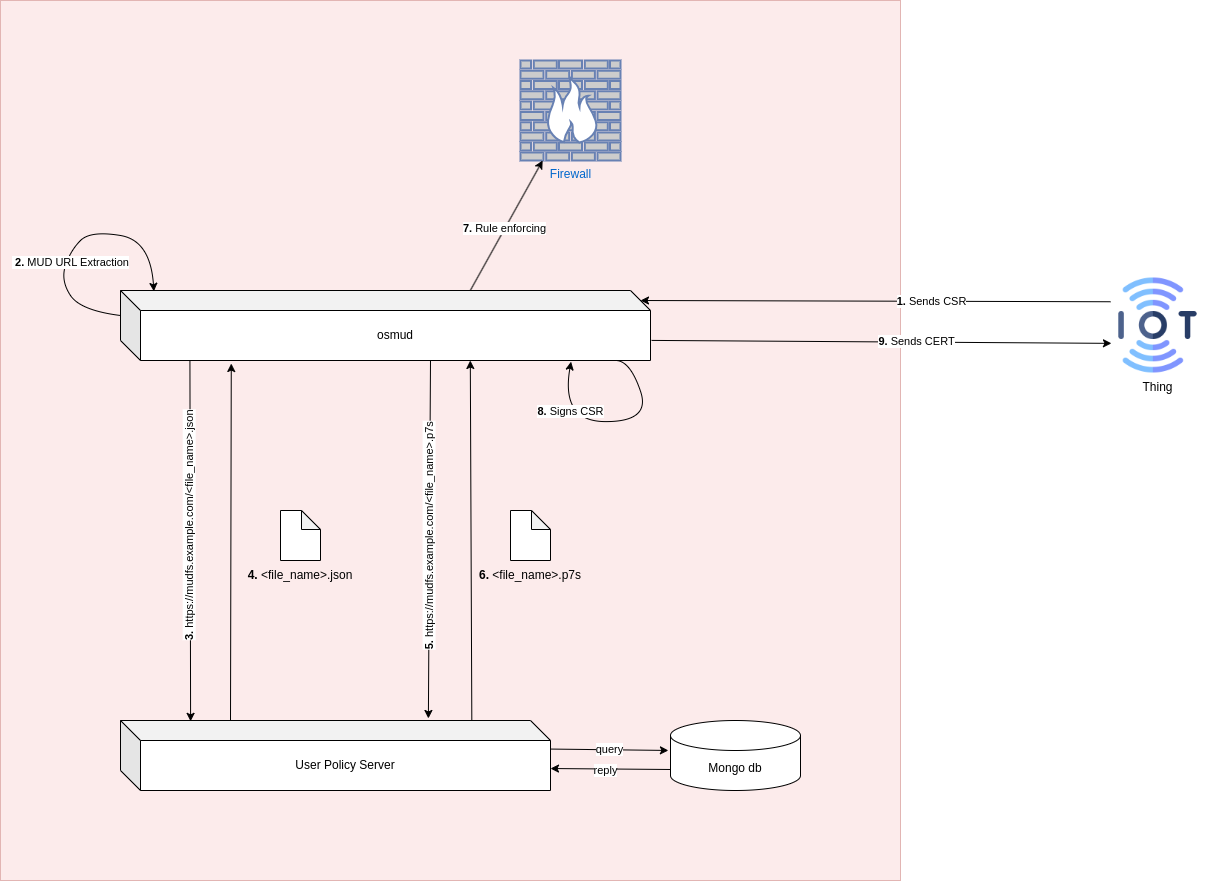 Firewall
7. Rule enforcing
2. MUD URL Extraction
1. Sends CSR
IOT
osmud
9. Sends CERT
Thing
8. Signs CSR
3. https://mudfs.example.com/<file_name>.json
5. https://mudfs.example.com/<file_name>.p7s
4. <file_name>.json
6. <file_name>.p7s
query
User Policy Server
reply
Mongo db